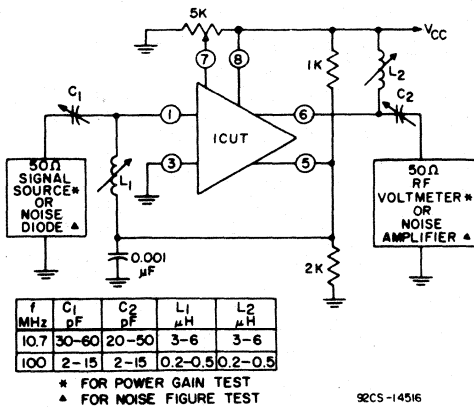 5K
VCC
7
8
1K
L2
C1
C2
1
6
ICUT
3
5
L1
50Ω
SIGNAL
SOURCE*
OR
NOISE
DIODE ▲
50Ω
RF
VOLTMETER*
OR
NOISE
AMPLIFIER ▲
0.001
μF
2K
f MHz C1 pF C2 pF L1 μH L2 μH
10.7 30-60 20-50 3-6 3-6
100 2-15 2-15 0.2-0.5 0.2-0.5
* FOR POWER GAIN TEST
▲ FOR NOISE FIGURE TEST
92CS-14516